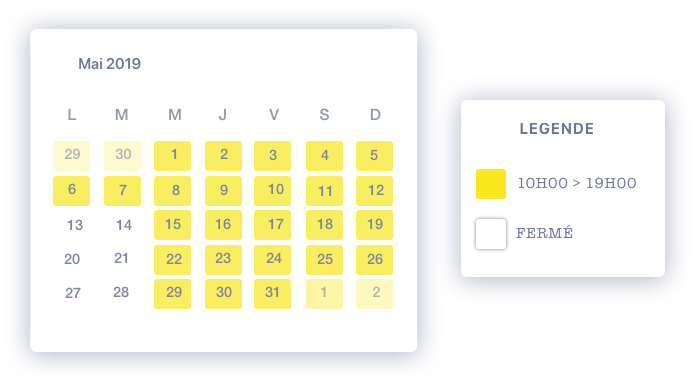 Mai 2019
L M M J V S D
29 30 1 2 3 4 5
6 7 8 9 10 11 12
13 14 15 16 17 18 19
20 21 22 23 24 25 26
27 28 29 30 31 1 2
LEGENDE
10H00 > 19H00
FERMÉ